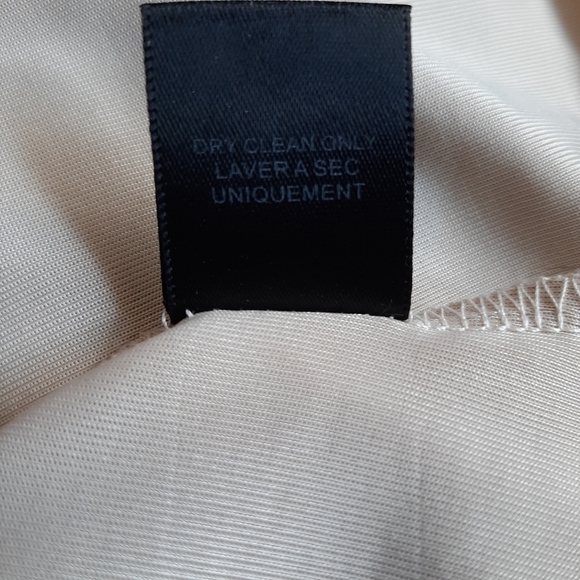 DRY CLEAN ONLY
LAVER A SEC
UNIQUEMENT